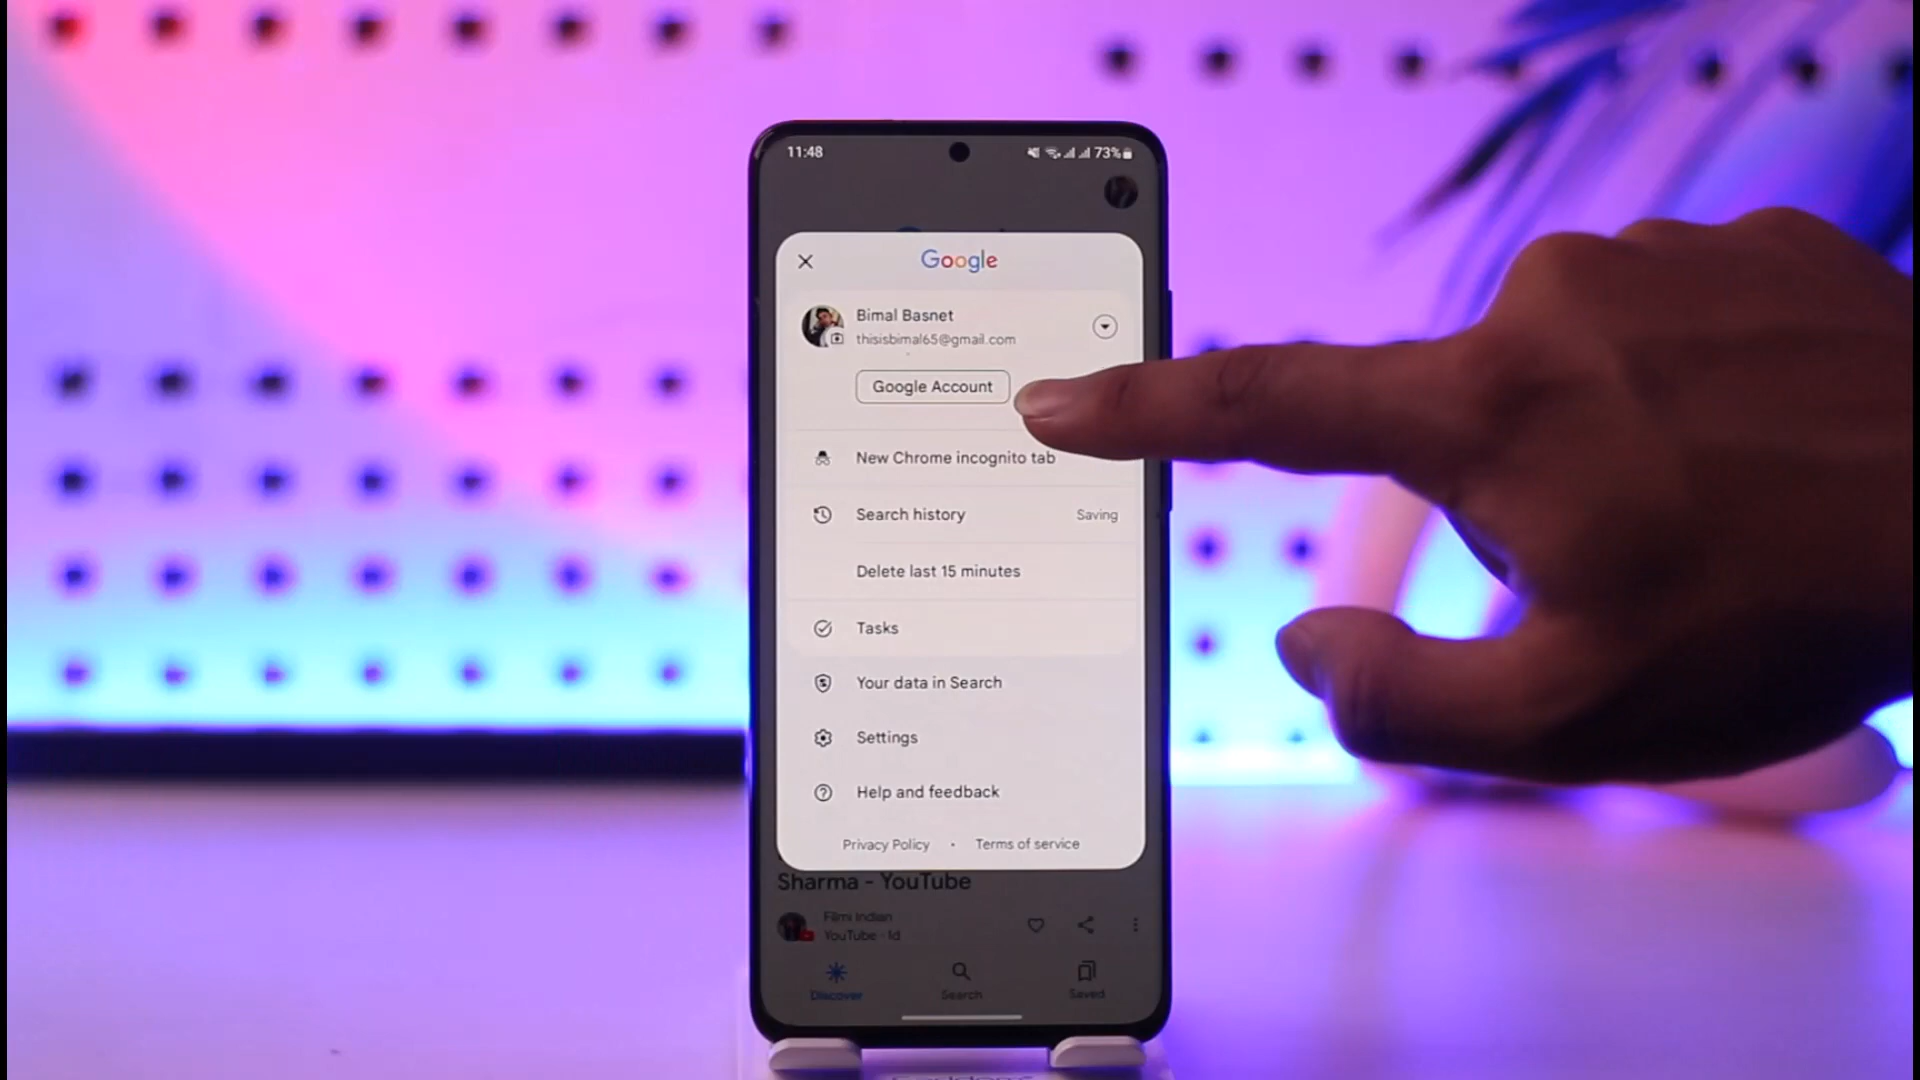 11:48
73%
Google
Bimal Basnet
thisisbimal65@gmail.com
Google Account
New Chrome incognito tab
Search history
Saving
Delete last 15 minutes
Tasks
Your data in Search
Settings
Help and feedback
Privacy Policy • Terms of service
Sharma - YouTube
Filmi Indian
YouTube · 1d
Discover
Search
Saved